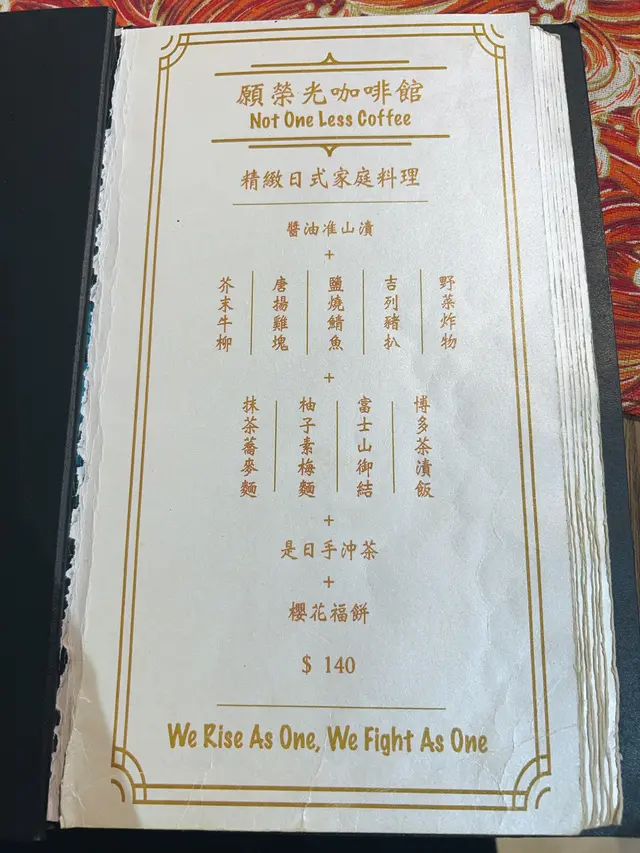 願榮光咖啡館
Not One Less Coffee
精緻日式家庭料理
醬油准山漬
+
野菜炸物
吉列豬扒
鹽燒鯖魚
唐揚雞塊
芥末牛柳
+
博多茶漬飯
富士山御結
柚子素梅麵
抹茶蕎麥麵
+
是日手沖茶
+
櫻花福餅
$ 140
We Rise As One, We Fight As One